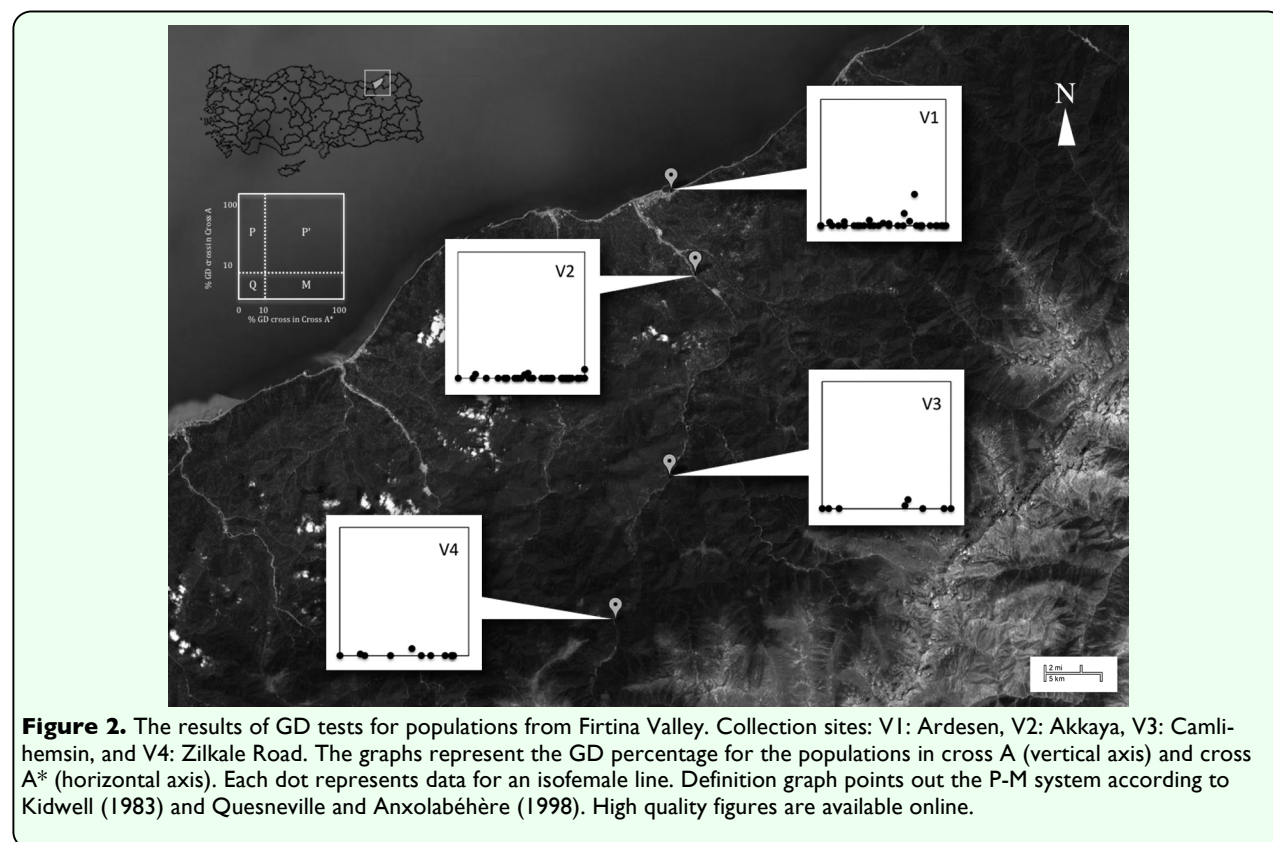 N
V1
V2
V3
V4
% GD cross in Cross A
100
10
P
P'
Q
M
0
10
100
% GD cross in Cross A*
2 mi
5 km
Figure 2. The results of GD tests for populations from Firtina Valley. Collection sites: V1: Ardesen, V2: Akkaya, V3: Camli-
hemsin, and V4: Zilkale Road. The graphs represent the GD percentage for the populations in cross A (vertical axis) and cross
A* (horizontal axis). Each dot represents data for an isofemale line. Definition graph points out the P-M system according to
Kidwell (1983) and Quesneville and Anxolabéhère (1998). High quality figures are available online.